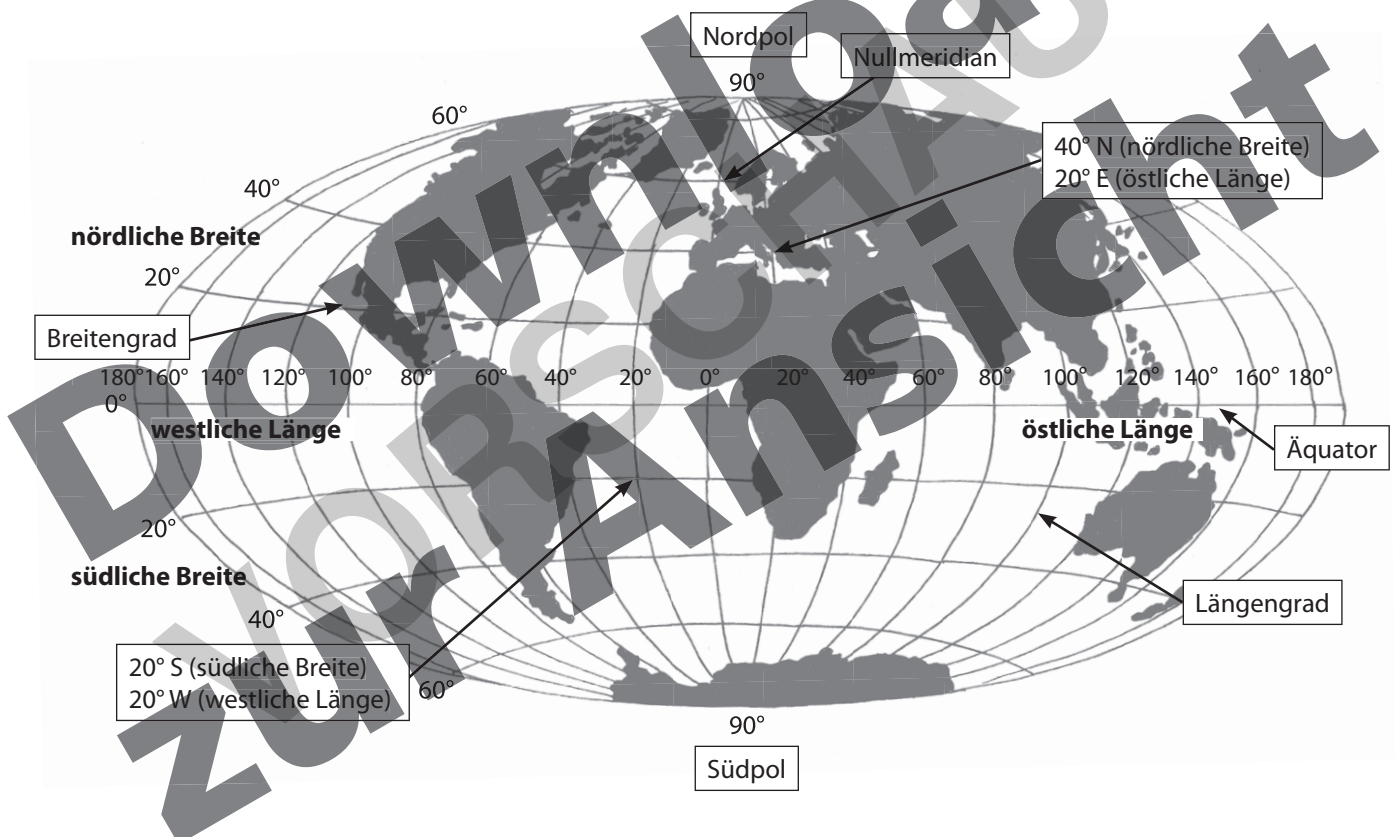 Nordpol
Nullmeridian
90°
60°
40° N (nördliche Breite)
20° E (östliche Länge)
40°
nördliche Breite
20°
Breitengrad
180° 160° 140° 120° 100° 80° 60° 40° 20° 0° 20° 40° 60° 80° 100° 120° 140° 160° 180°
0°
westliche Länge
östliche Länge
Äquator
20°
südliche Breite
Längengrad
40°
20° S (südliche Breite)
20° W (westliche Länge)
60°
90°
Südpol
zur Ansicht